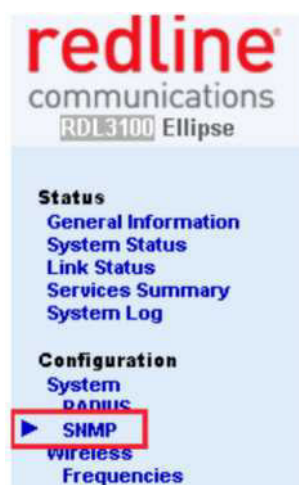 redline
communications
RDL3100 Ellipse
Status
General Information
System Status
Link Status
Services Summary
System Log
Configuration
System
RADIUS
SNMP
Wireless
Frequencies